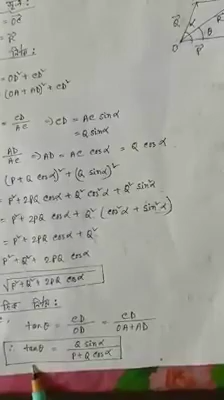 = OC⃗
= R⃗
Q⃗
R
α
θ
O
P⃗
নির্ণয় :
= OD² + CD²
(OA + AD)² + CD²
= CD/AC ⇒ CD = AC sinα
= Q sinα
AD/AC ⇒ AD = AC cosα = Q cosα
(P + Q cosα)² + (Q sinα)²
= P² + 2PQ cosα + Q² cos²α + Q² sin²α
= P² + 2PQ cosα + Q² (cos²α + sin²α)
= P² + 2PQ cosα + Q²
P² + Q² + 2PQ cosα
√P² + Q² + 2PQ cosα
দিক নির্ণয় :
tanθ = CD/OD = CD/OA + AD
∴ tanθ = Q sinα/P + Q cosα